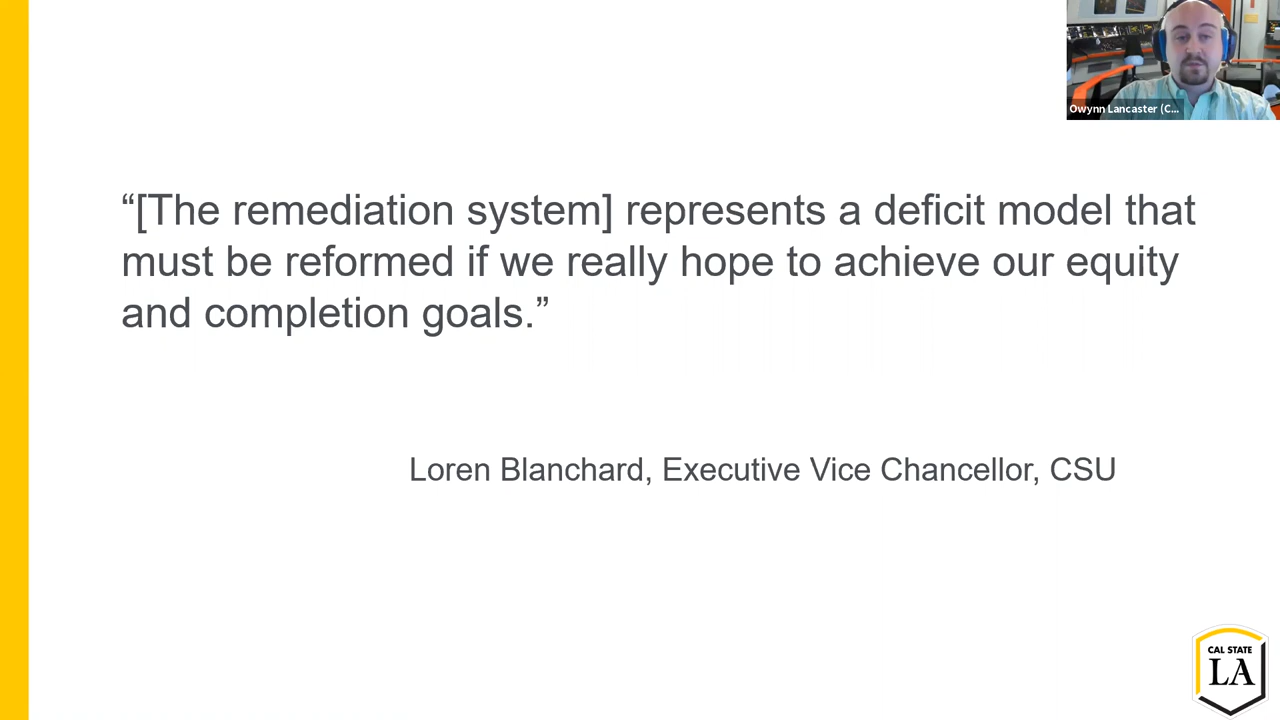 Owynn Lancaster (C...
“[The remediation system] represents a deficit model that
must be reformed if we really hope to achieve our equity
and completion goals.”
Loren Blanchard, Executive Vice Chancellor, CSU
CAL STATE
LA